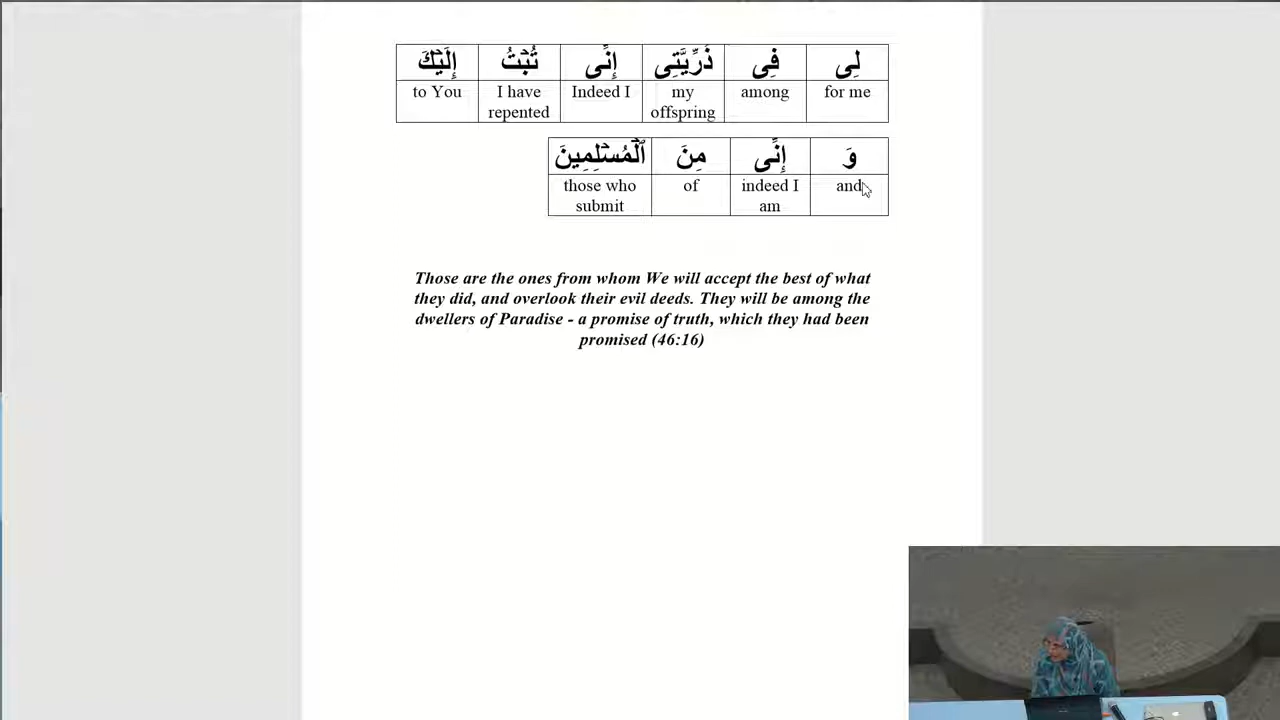 لِى فِى ذَرِّيَّتِى إِنِّى تُبْتُ إِلَيْكَ
for me among my offspring Indeed I I have repented to You
وَ إِنِّى مِنَ ٱلْمُسْلِمِينَ
and indeed I am of those who submit
Those are the ones from whom We will accept the best of what
they did, and overlook their evil deeds. They will be among the
dwellers of Paradise - a promise of truth, which they had been
promised (46:16)